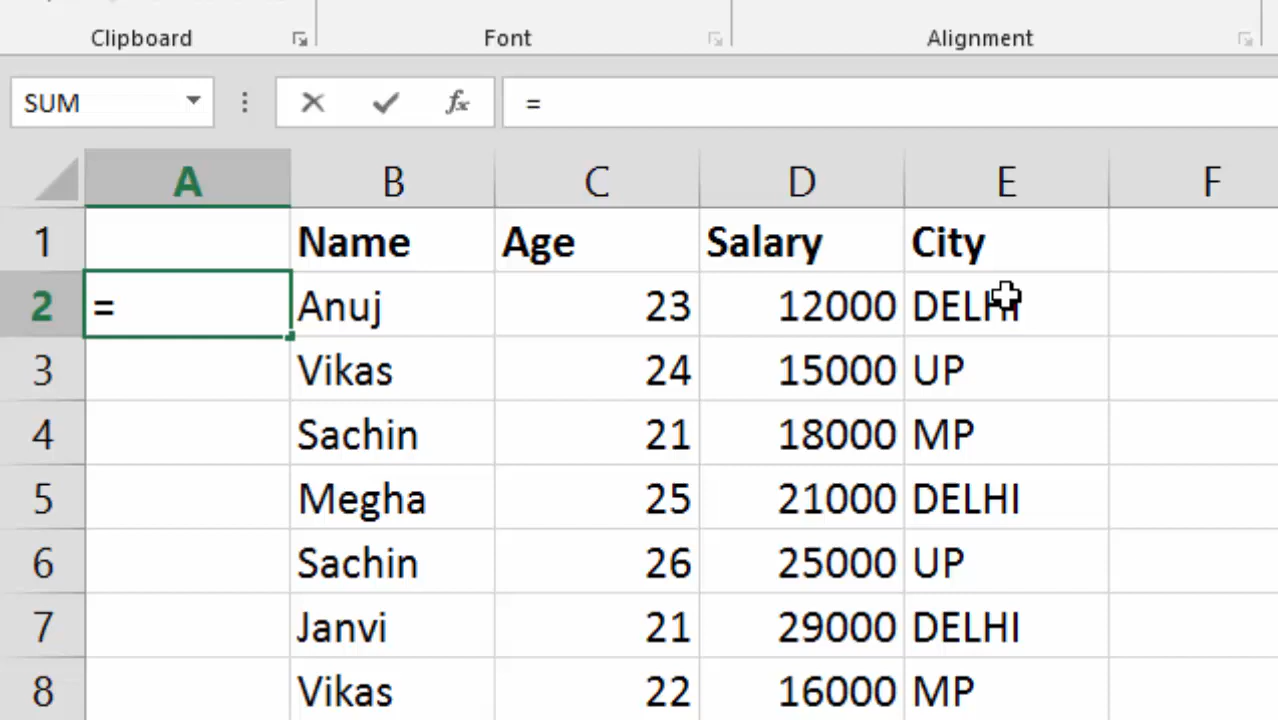 Clipboard Font Alignment
SUM fx =
A B C D E F
1 Name Age Salary City
2 = Anuj 23 12000 DELHI
3 Vikas 24 15000 UP
4 Sachin 21 18000 MP
5 Megha 25 21000 DELHI
6 Sachin 26 25000 UP
7 Janvi 21 29000 DELHI
8 Vikas 22 16000 MP